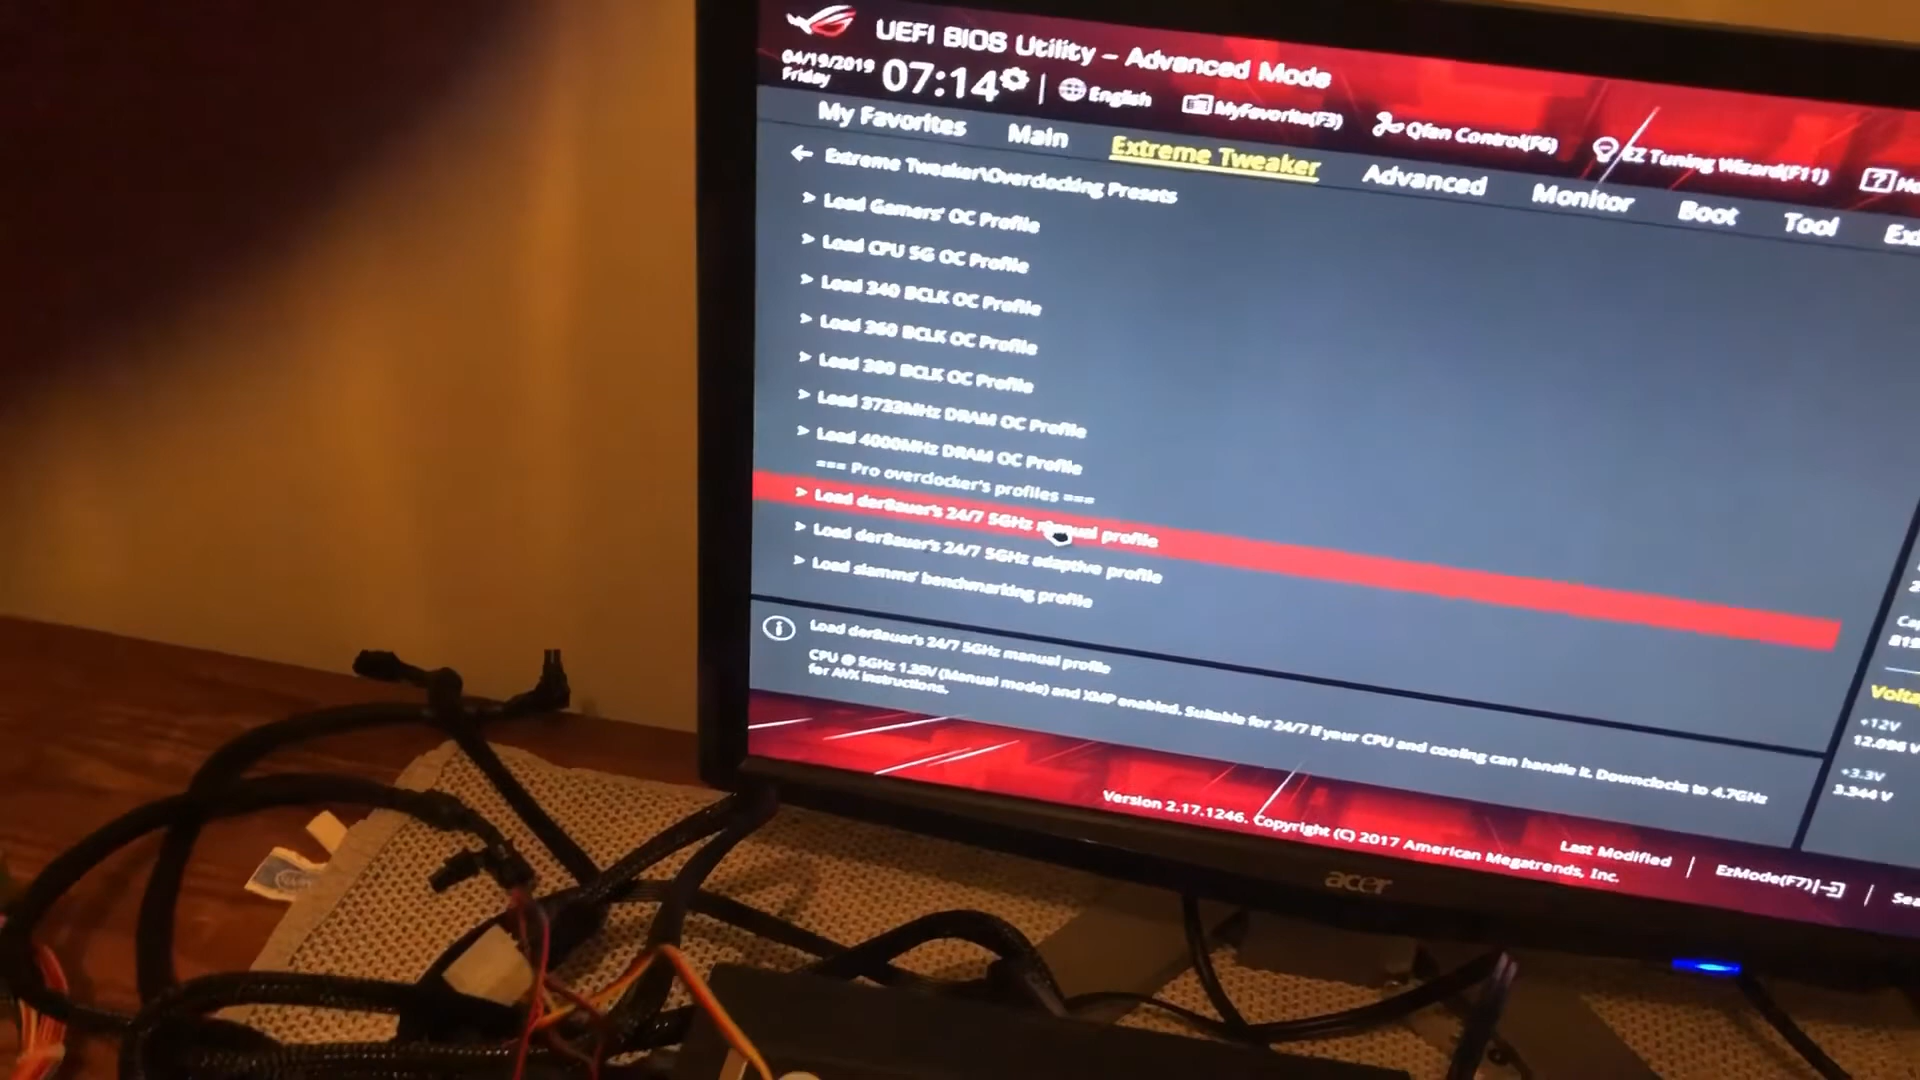 UEFI BIOS Utility – Advanced Mode
04/19/2019
Friday
07:14
English
MyFavorite(F3)
Qfan Control(F6)
EZ Tuning Wizard(F11)
My Favorites
Main
Extreme Tweaker
Advanced
Monitor
Boot
Tool
Extreme Tweaker\Overclocking Presets
> Load Gamers' OC Profile
> Load CPU 5G OC Profile
> Load 340 BCLK OC Profile
> Load 360 BCLK OC Profile
> Load 380 BCLK OC Profile
> Load 3733MHz DRAM OC Profile
> Load 4000MHz DRAM OC Profile
=== Pro overclocker's profiles ===
> Load der8auer's 24/7 5GHz manual profile
> Load der8auer's 24/7 5GHz adaptive profile
> Load slamms' benchmarking profile
Load der8auer's 24/7 5GHz manual profile
CPU @ 5GHz 1.35V (Manual mode) and XMP enabled. Suitable for 24/7 if your CPU and cooling can handle it. Downclocks to 4.7GHz
for AVX instructions.
+12V
12.096 V
+3.3V
3.344 V
Version 2.17.1246. Copyright (C) 2017 American Megatrends, Inc.
Last Modified
EzMode(F7)
acer